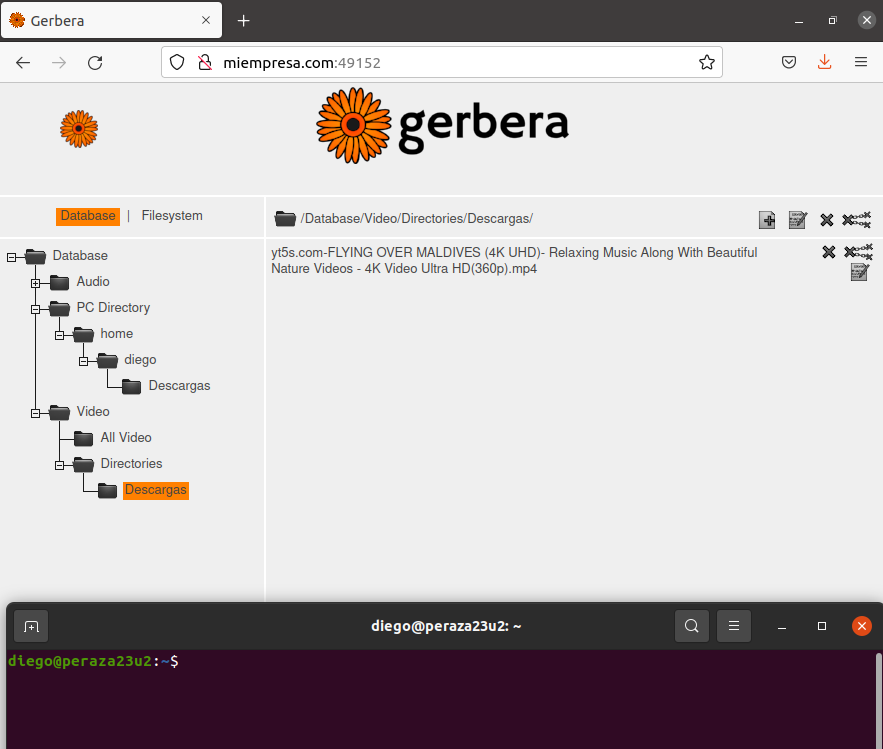 Gerbera
miempresa.com:49152
gerbera
Database | Filesystem
/Database/Video/Directories/Descargas/
Database
Audio
PC Directory
home
diego
Descargas
Video
All Video
Directories
Descargas
yt5s.com-FLYING OVER MALDIVES (4K UHD)- Relaxing Music Along With Beautiful
Nature Videos - 4K Video Ultra HD(360p).mp4
diego@peraza23u2: ~
diego@peraza23u2:~$